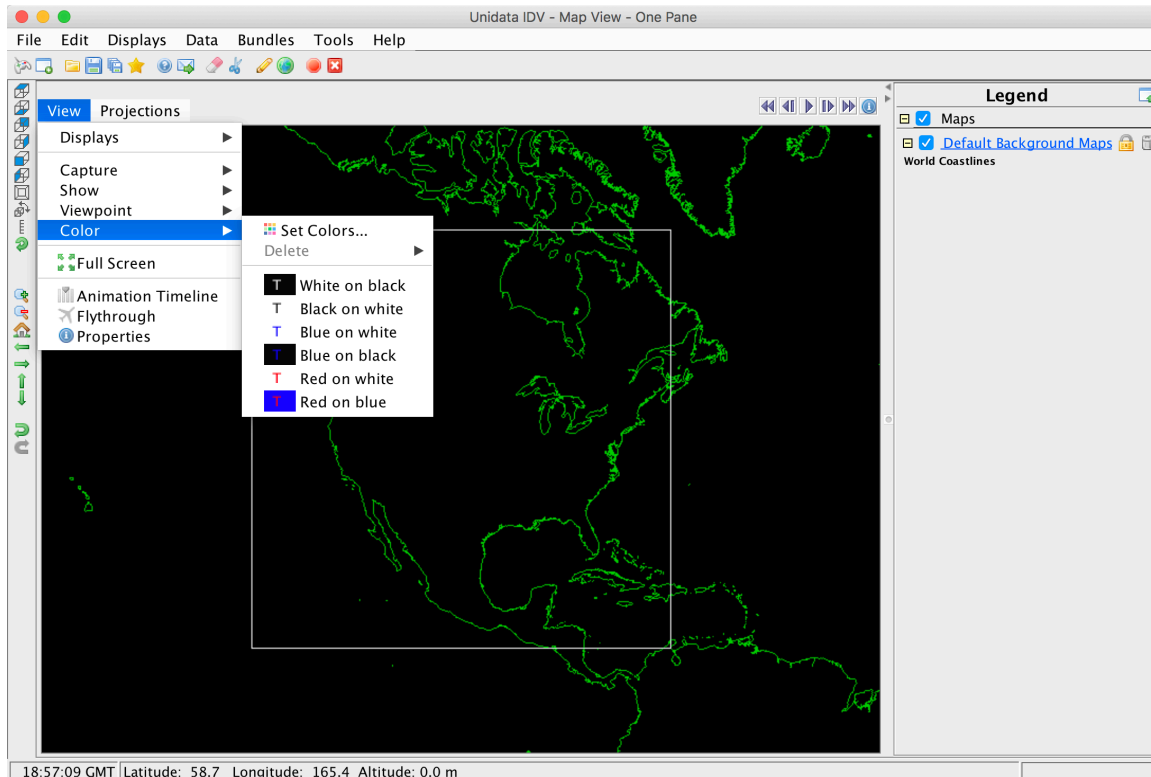 Unidata IDV - Map View - One Pane
File Edit Displays Data Bundles Tools Help
View Projections
Displays
Capture
Show
Viewpoint
Color
Full Screen
Animation Timeline
Flythrough
Properties
Set Colors...
Delete
T White on black
T Black on white
T Blue on white
T Blue on black
T Red on white
T Red on blue
Legend
Maps
Default Background Maps
World Coastlines
18:57:09 GMT Latitude: 58.7 Longitude: 165.4 Altitude: 0.0 m